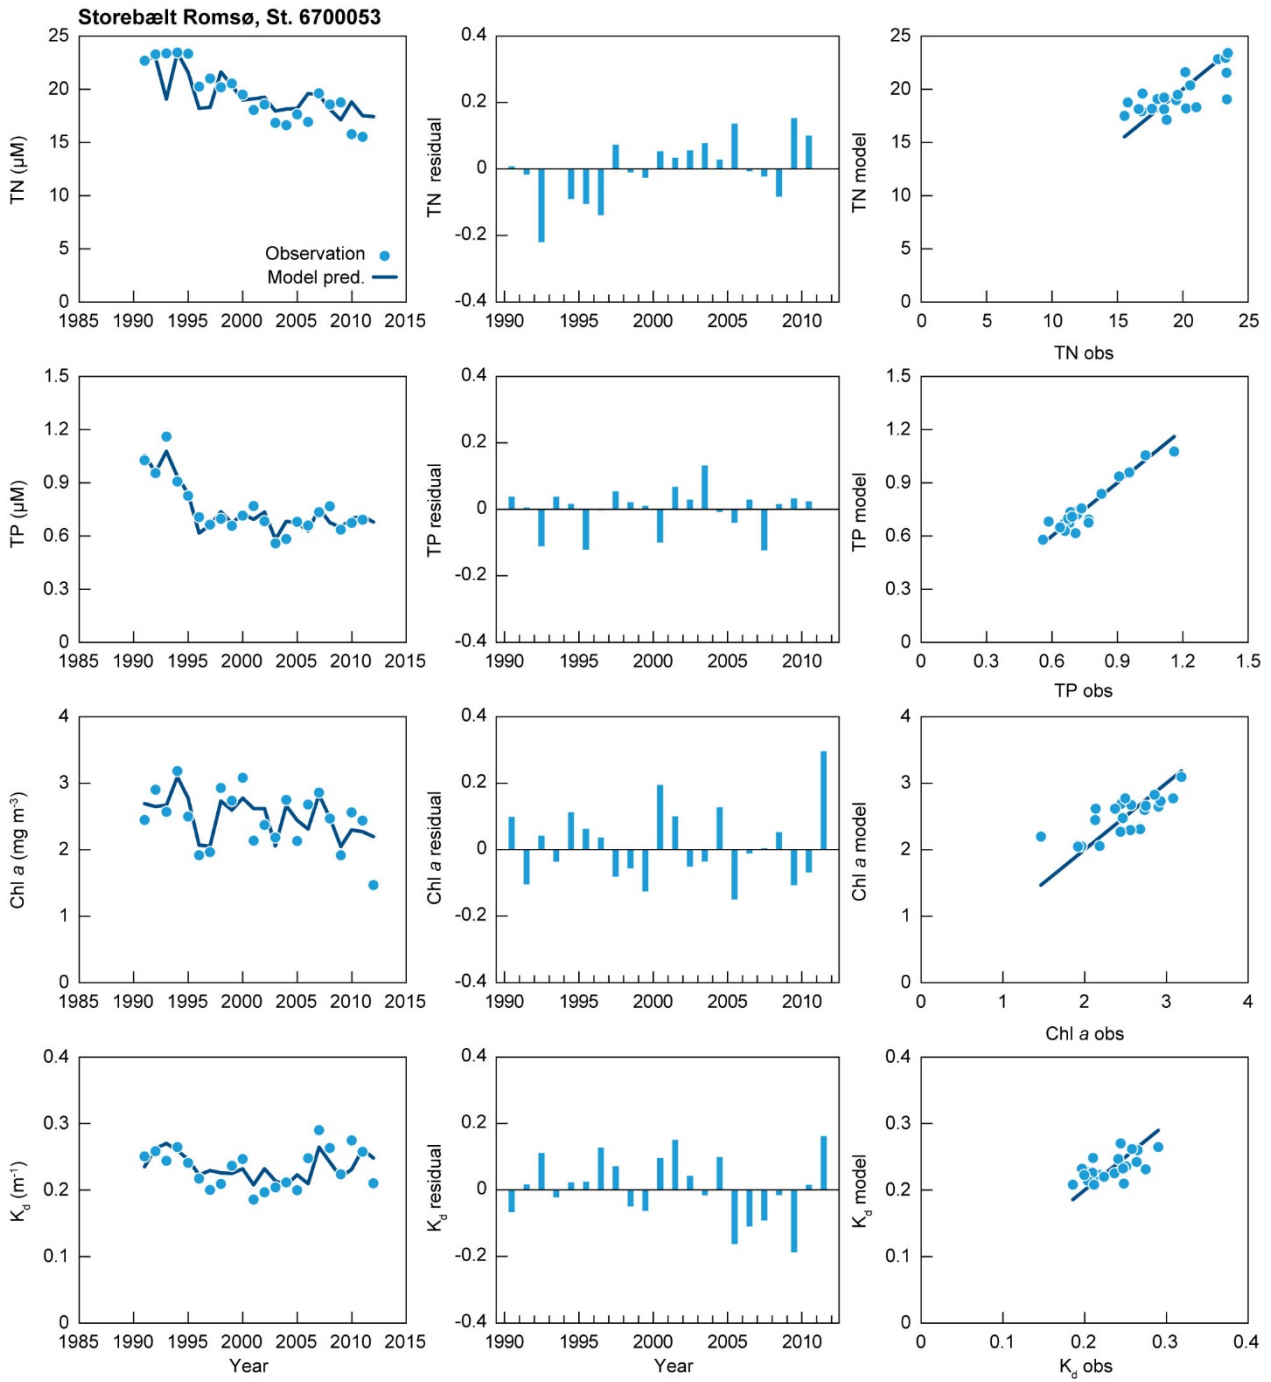 Storebælt Romsø, St. 6700053
TN (µM)
25
20
15
10
5
0
Observation
Model pred.
1985 1990 1995 2000 2005 2010 2015
TN residual
0.4
0.2
0
-0.2
-0.4
1990 1995 2000 2005 2010
TN model
25
20
15
10
5
0
0 5 10 15 20 25
TN obs
TP (µM)
1.5
1.2
0.9
0.6
0.3
0
1985 1990 1995 2000 2005 2010 2015
TP residual
0.4
0.2
0
-0.2
-0.4
1990 1995 2000 2005 2010
TP model
1.5
1.2
0.9
0.6
0.3
0
0 0.3 0.6 0.9 1.2 1.5
TP obs
Chl a (mg m⁻³)
4
3
2
1
0
1985 1990 1995 2000 2005 2010 2015
Chl a residual
0.4
0.2
0
-0.2
-0.4
1990 1995 2000 2005 2010
Chl a model
4
3
2
1
0
0 1 2 3 4
Chl a obs
K_d (m⁻¹)
0.4
0.3
0.2
0.1
0
1985 1990 1995 2000 2005 2010 2015
Year
K_d residual
0.4
0.2
0
-0.2
-0.4
1990 1995 2000 2005 2010
Year
K_d model
0.4
0.3
0.2
0.1
0
0 0.1 0.2 0.3 0.4
K_d obs